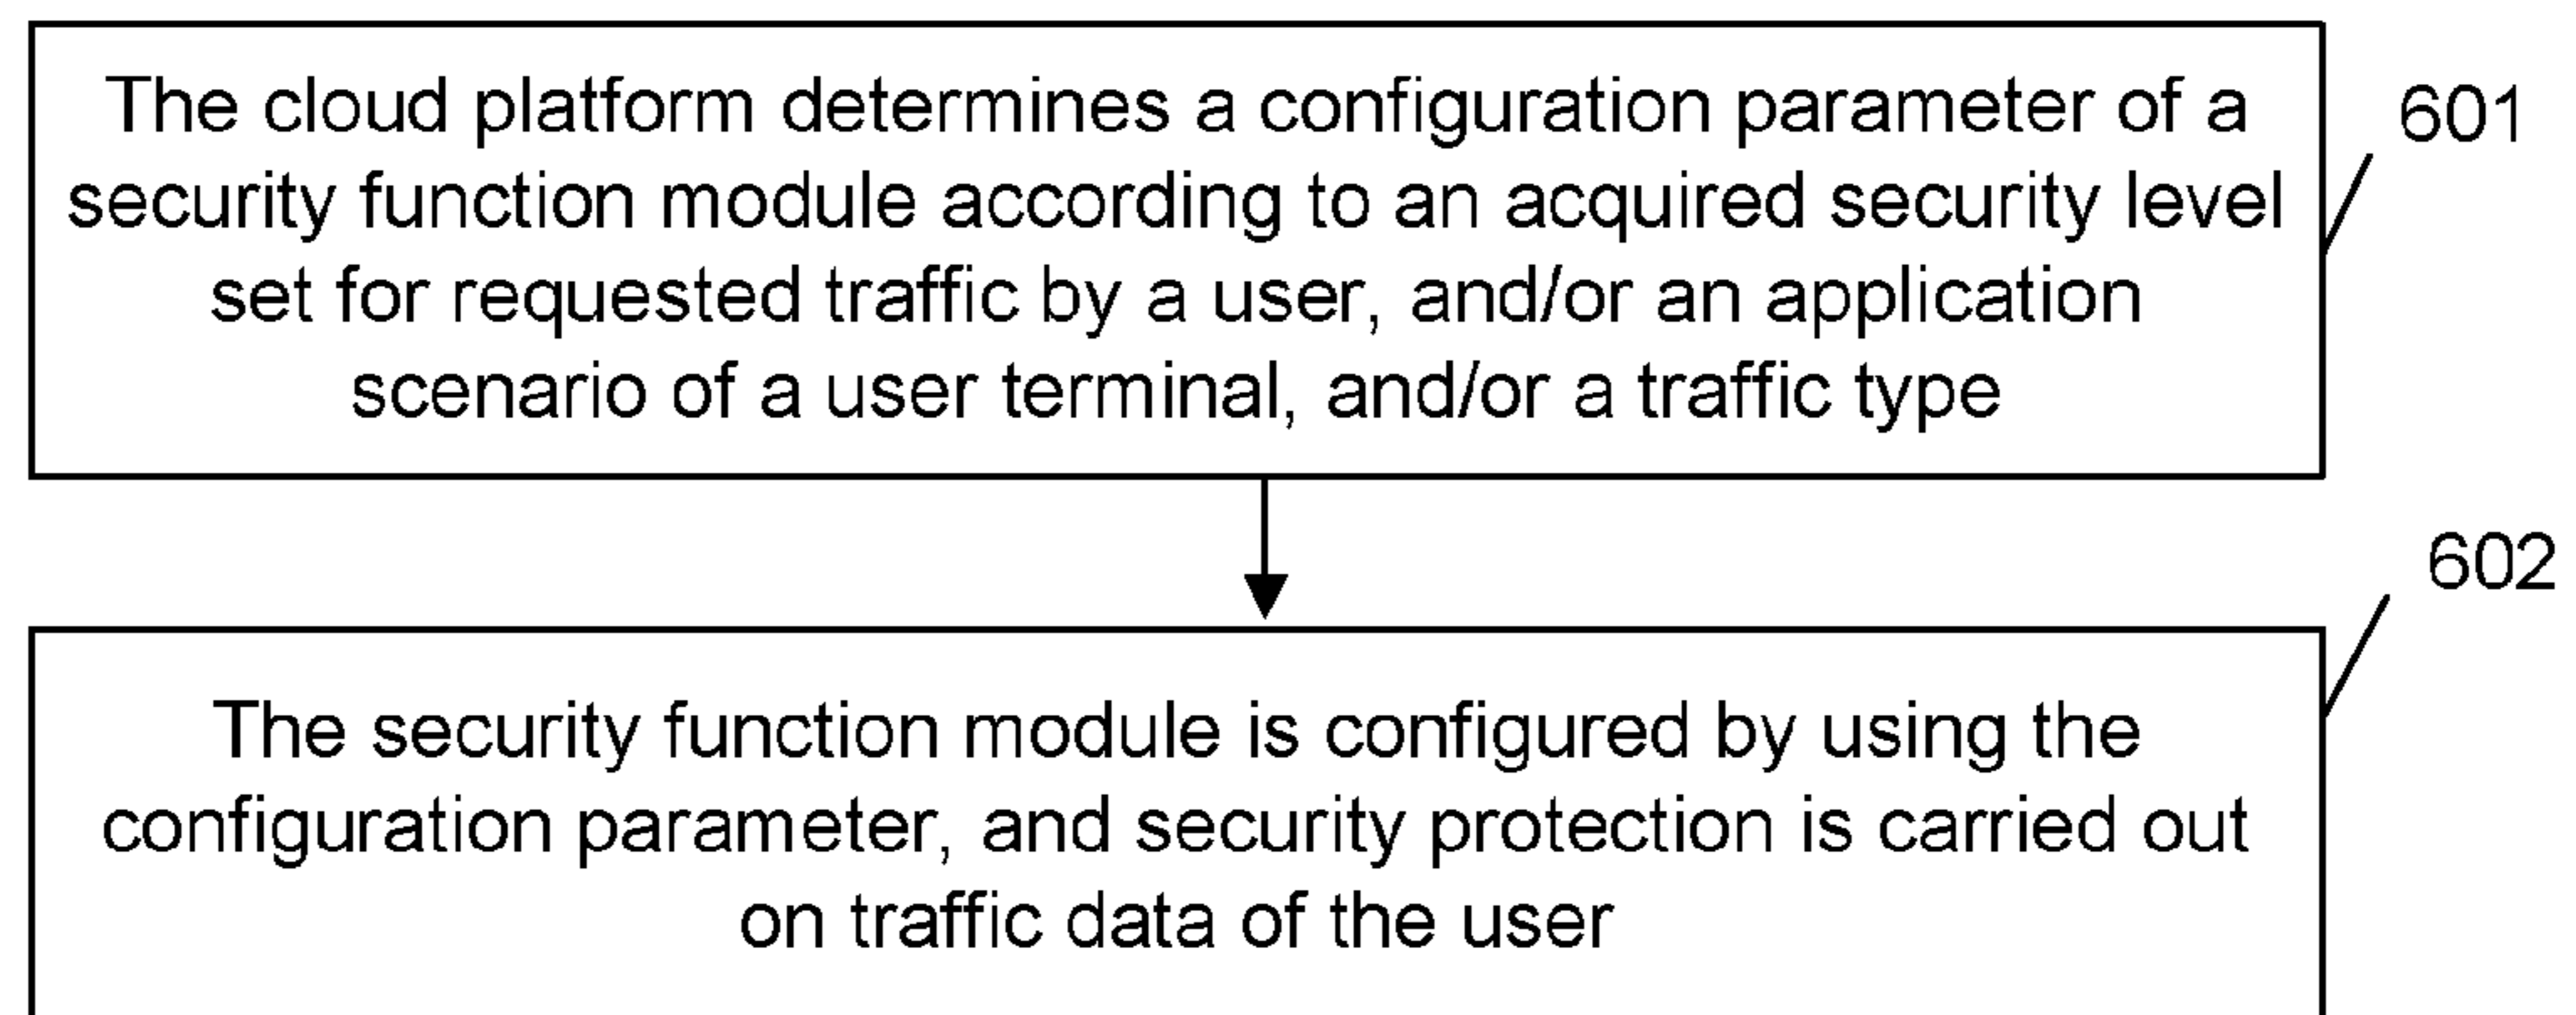 The cloud platform determines a configuration parameter of a
security function module according to an acquired security level
set for requested traffic by a user, and/or an application
scenario of a user terminal, and/or a traffic type
601
602
The security function module is configured by using the
configuration parameter, and security protection is carried out
on traffic data of the user